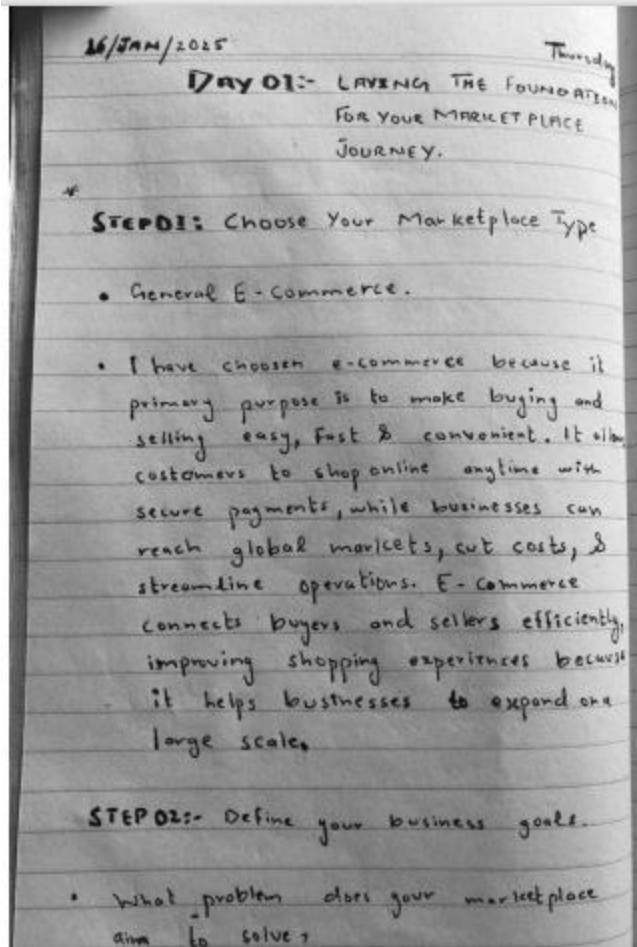 16/JAN/2025
Thursday
DAY 01:- LAYING THE FOUNDATION
FOR YOUR MARKET PLACE
JOURNEY.
*
STEP01: Choose Your Marketplace Type
• General E-Commerce.
• I have choosen e-commerce because it
primary purpose is to make buying and
selling easy, Fast & convenient. It allow
costomers to shop online anytime with
secure payments, while businesses can
reach global markets, cut costs, &
streamline operations. E-Commerce
connects buyers and sellers efficiently,
improving shopping experiences because
it helps businesses to expand on a
large scale.
STEP 02:- Define your business goals.
• What problem does your marketplace
aim to solve?